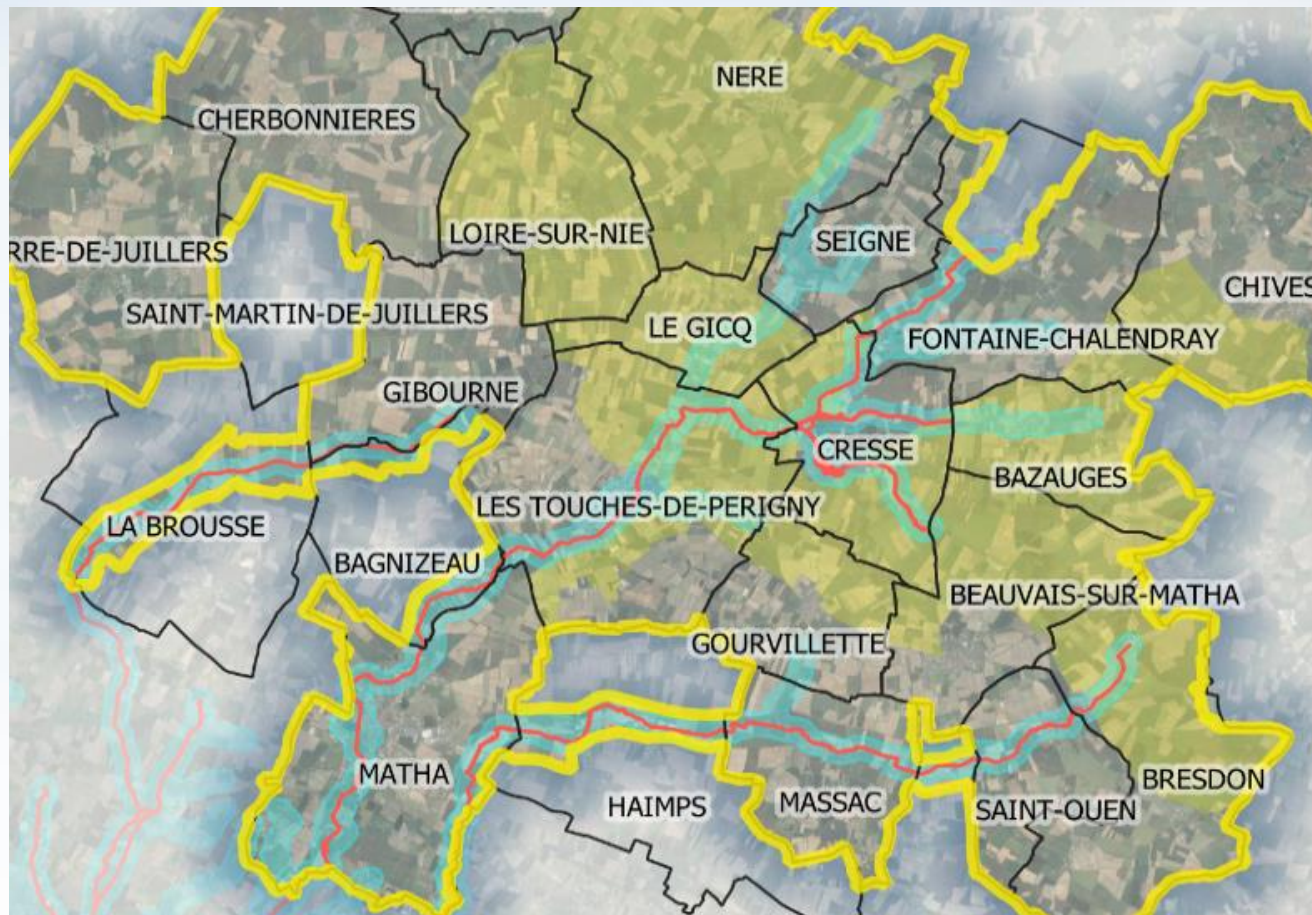 NERE
CHERBONNIERES
LOIRE-SUR-NIE
SEIGNE
RRE-DE-JUILLERS
CHIVES
SAINT-MARTIN-DE-JUILLERS
LE GICQ
FONTAINE-CHALENDRAY
GIBOURNE
CRESSE
BAZAUGES
LES TOUCHES-DE-PERIGNY
LA BROUSSE
BAGNIZEAU
BEAUVAIS-SUR-MATHA
GOURVILLETTE
MATHA
BRESDON
HAIMPS
MASSAC
SAINT-OUEN